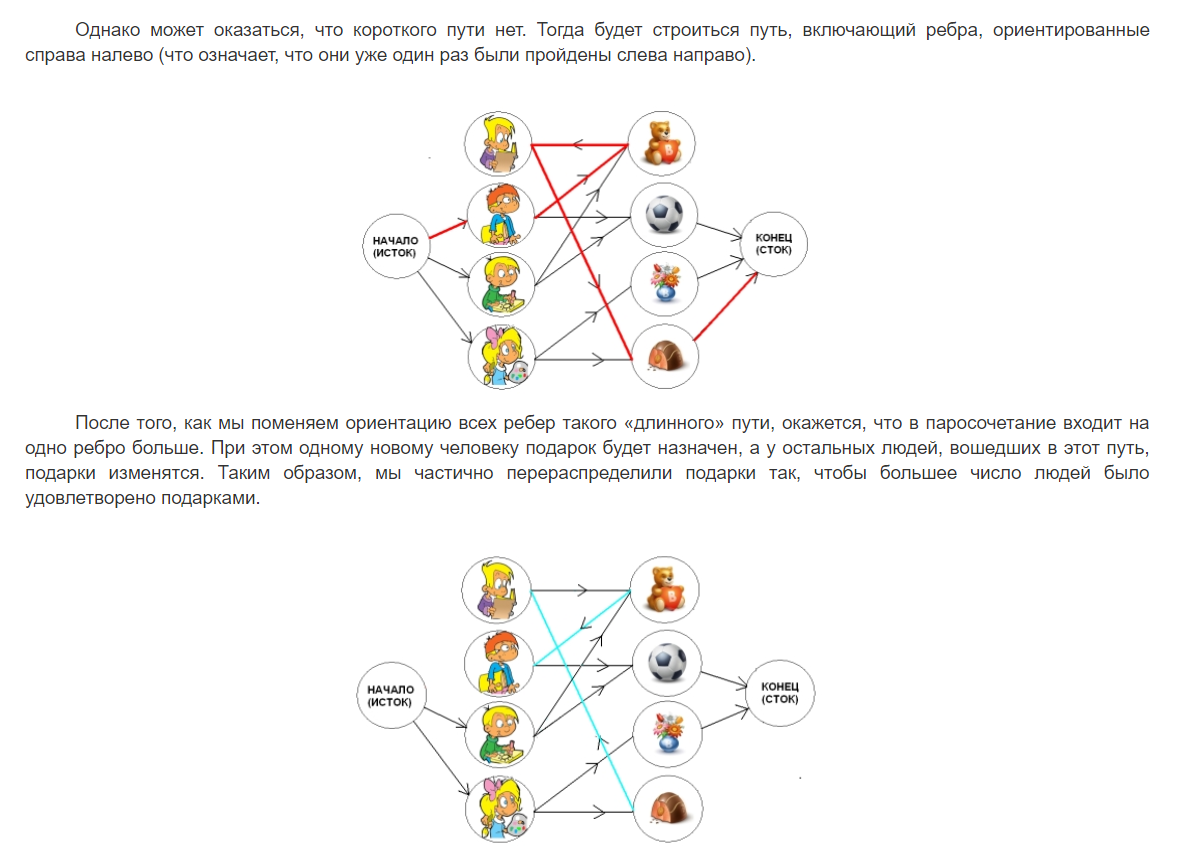 Однако может оказаться, что короткого пути нет. Тогда будет строиться путь, включающий ребра, ориентированные
справа налево (что означает, что они уже один раз были пройдены слева направо).
НАЧАЛО
(ИСТОК)
КОНЕЦ
(СТОК)
После того, как мы поменяем ориентацию всех ребер такого «длинного» пути, окажется, что в паросочетание входит на
одно ребро больше. При этом одному новому человеку подарок будет назначен, а у остальных людей, вошедших в этот путь,
подарки изменятся. Таким образом, мы частично перераспределили подарки так, чтобы большее число людей было
удовлетворено подарками.
НАЧАЛО
(ИСТОК)
КОНЕЦ
(СТОК)